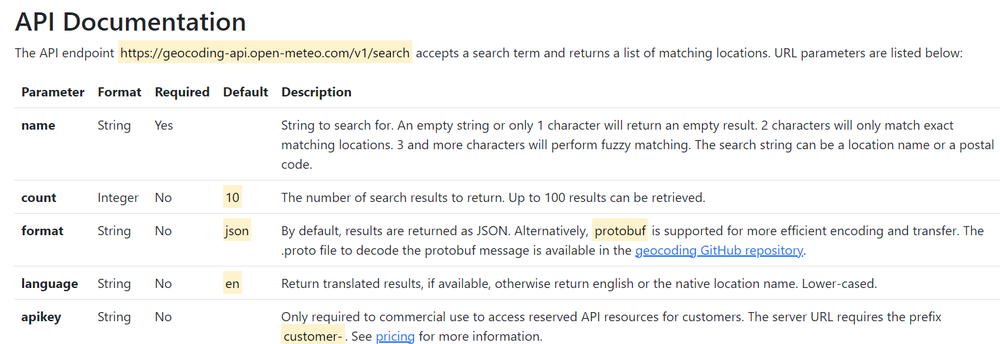 API Documentation
The API endpoint https://geocoding-api.open-meteo.com/v1/search accepts a search term and returns a list of matching locations. URL parameters are listed below:
Parameter Format Required Default Description
name String Yes String to search for. An empty string or only 1 character will return an empty result. 2 characters will only match exact
matching locations. 3 and more characters will perform fuzzy matching. The search string can be a location name or a postal
code.
count Integer No 10 The number of search results to return. Up to 100 results can be retrieved.
format String No json By default, results are returned as JSON. Alternatively, protobuf is supported for more efficient encoding and transfer. The
.proto file to decode the protobuf message is available in the geocoding GitHub repository.
language String No en Return translated results, if available, otherwise return english or the native location name. Lower-cased.
apikey String No Only required to commercial use to access reserved API resources for customers. The server URL requires the prefix
customer-. See pricing for more information.